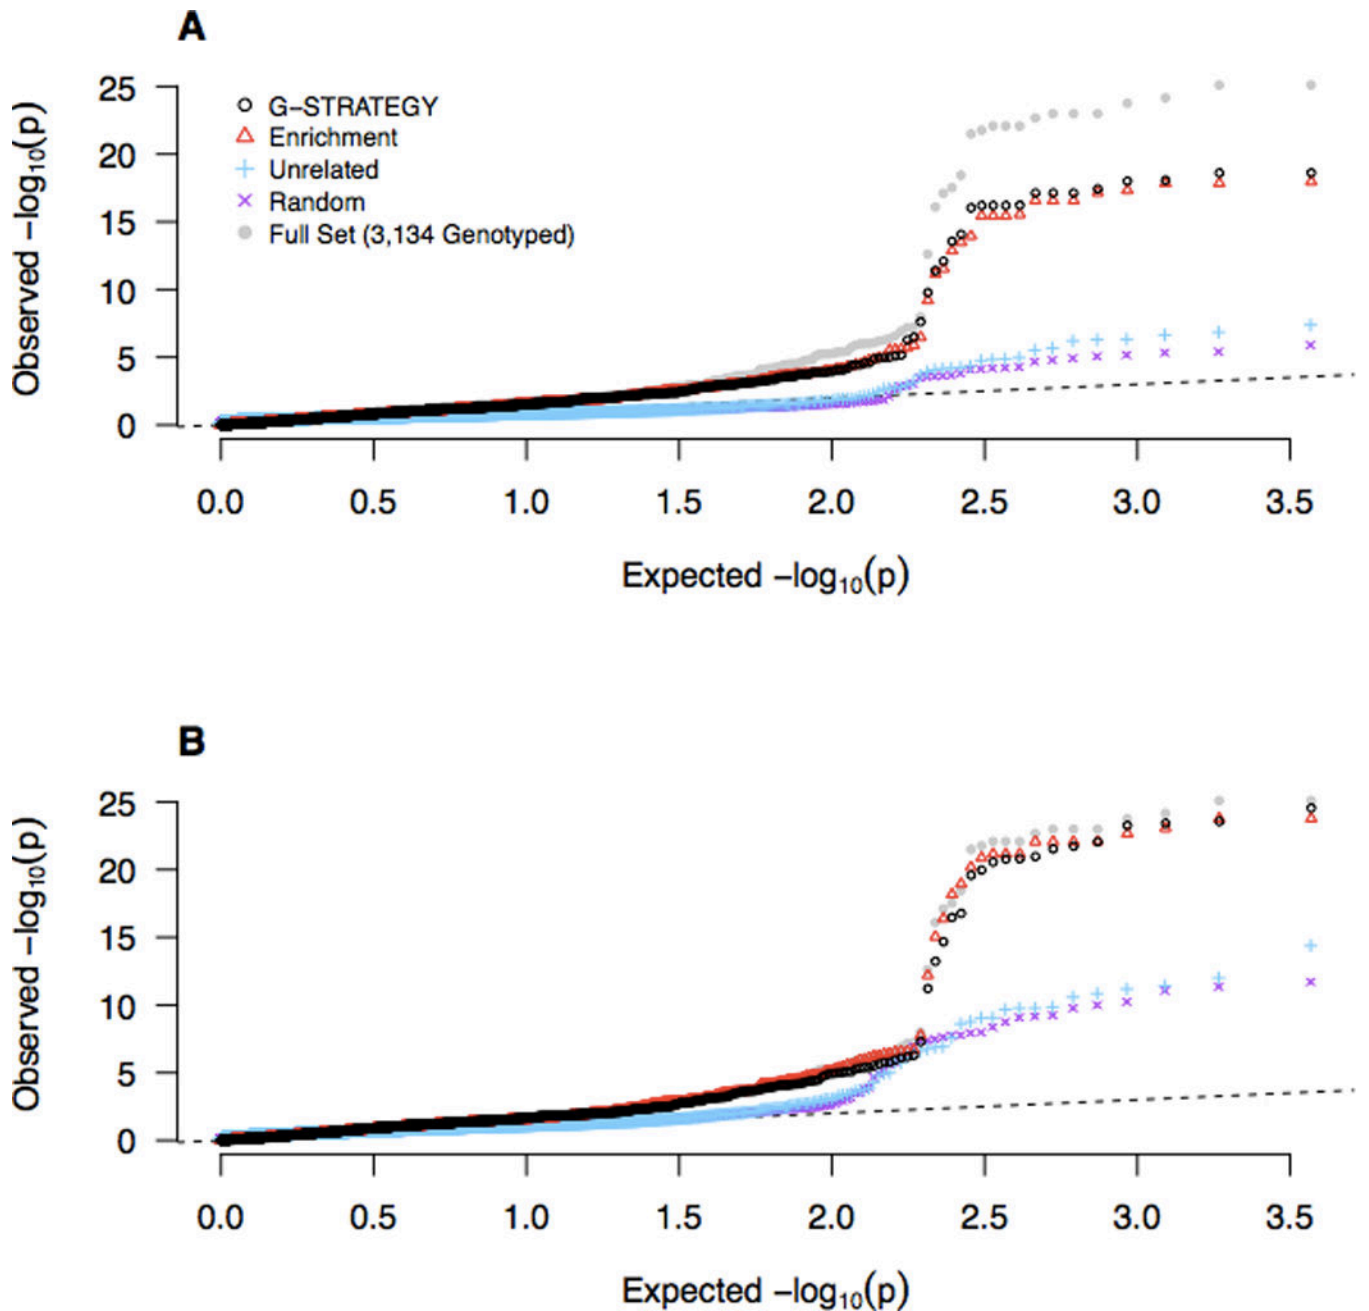 A
Observed −log₁₀(p)
25
20
15
10
5
0
G−STRATEGY
Enrichment
Unrelated
Random
Full Set (3,134 Genotyped)
0.0 0.5 1.0 1.5 2.0 2.5 3.0 3.5
Expected −log₁₀(p)
B
Observed −log₁₀(p)
25
20
15
10
5
0
0.0 0.5 1.0 1.5 2.0 2.5 3.0 3.5
Expected −log₁₀(p)